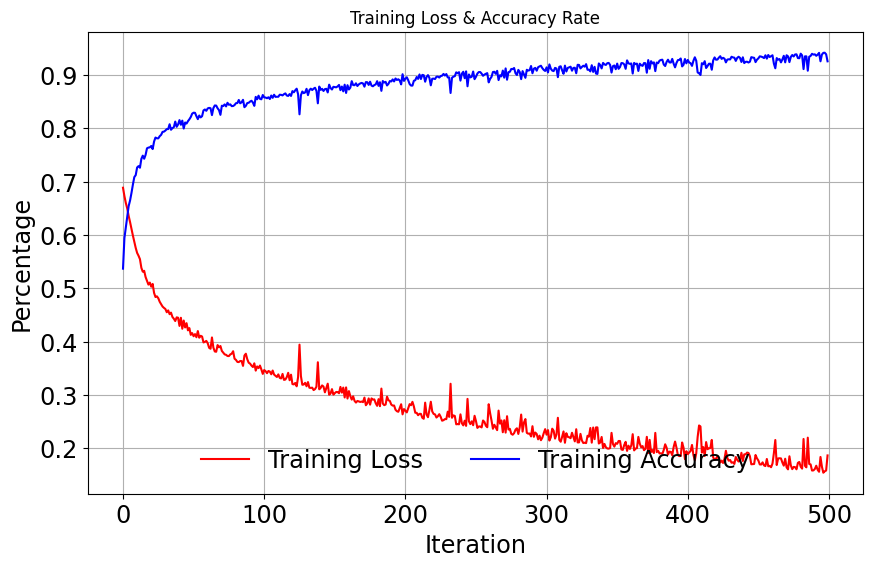 Training Loss & Accuracy Rate
Percentage
0.9
0.8
0.7
0.6
0.5
0.4
0.3
0.2
Training Loss Training Accuracy
0 100 200 300 400 500
Iteration